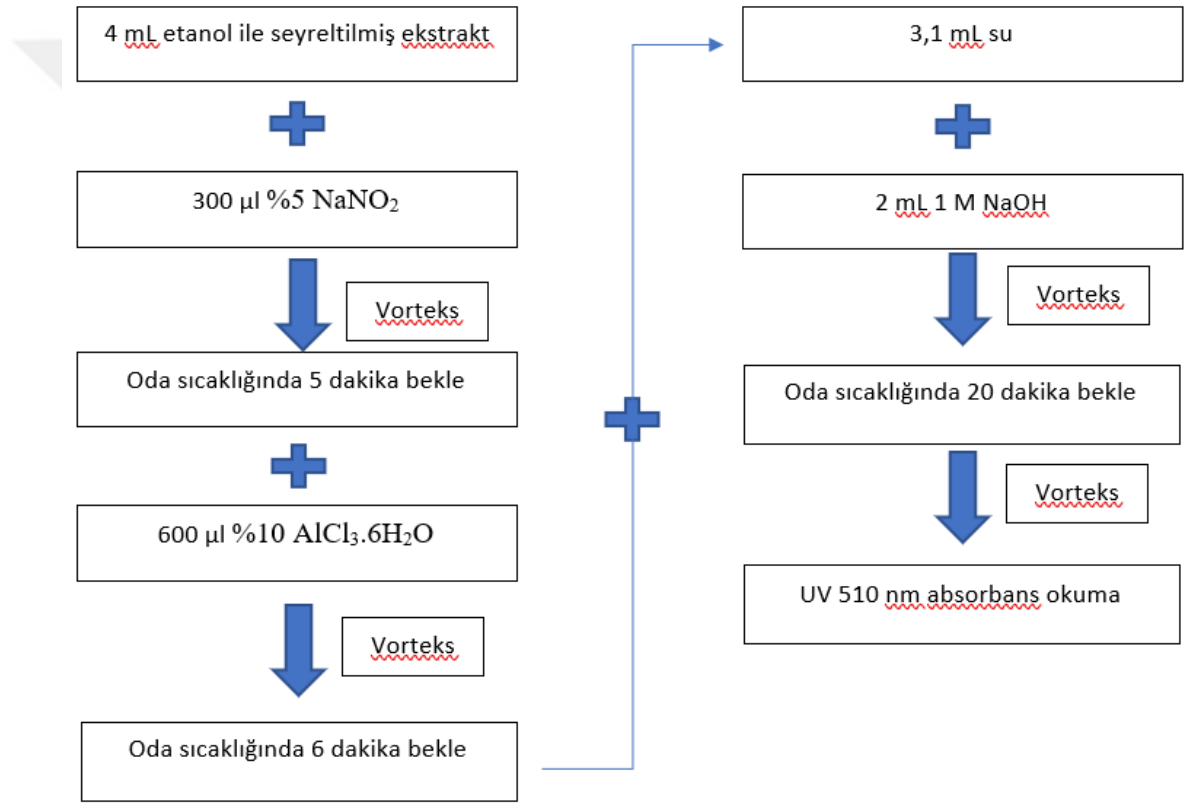 4 mL etanol ile seyreltilmiş ekstrakt
300 µl %5 NaNO₂
Vorteks
Oda sıcaklığında 5 dakika bekle
600 µl %10 AlCl₃.6H₂O
Vorteks
Oda sıcaklığında 6 dakika bekle
3,1 mL su
2 mL 1 M NaOH
Vorteks
Oda sıcaklığında 20 dakika bekle
Vorteks
UV 510 nm absorbans okuma